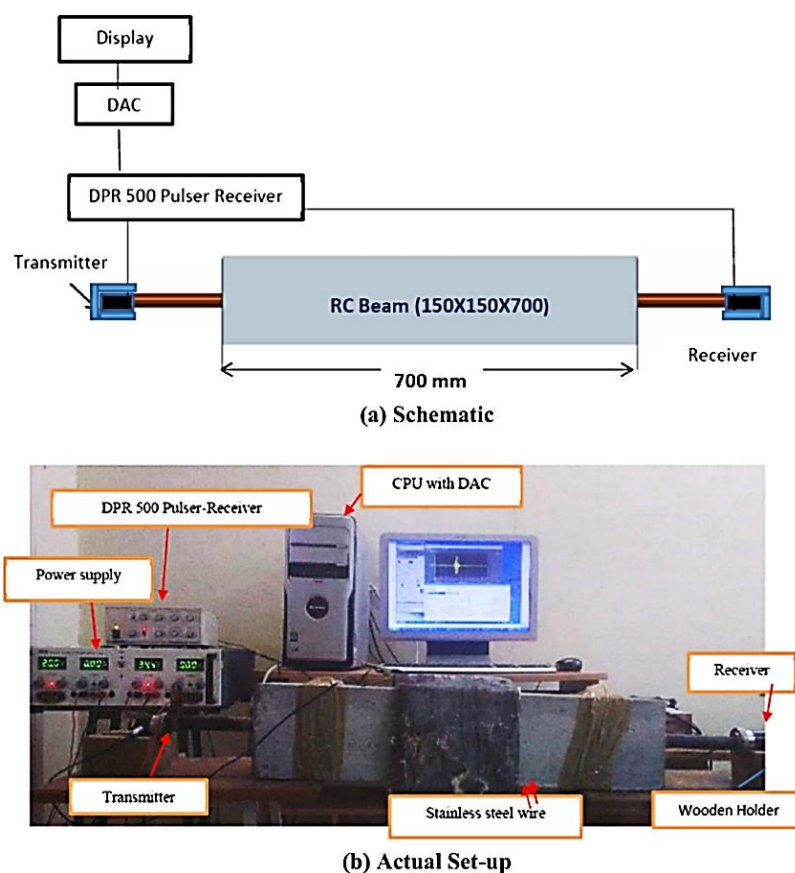 Display
DAC
DPR 500 Pulser Receiver
Transmitter
RC Beam (150X150X700)
Receiver
700 mm
(a) Schematic
CPU with DAC
DPR 500 Pulser-Receiver
Power supply
Receiver
Transmitter
Stainless steel wire
Wooden Holder
(b) Actual Set-up